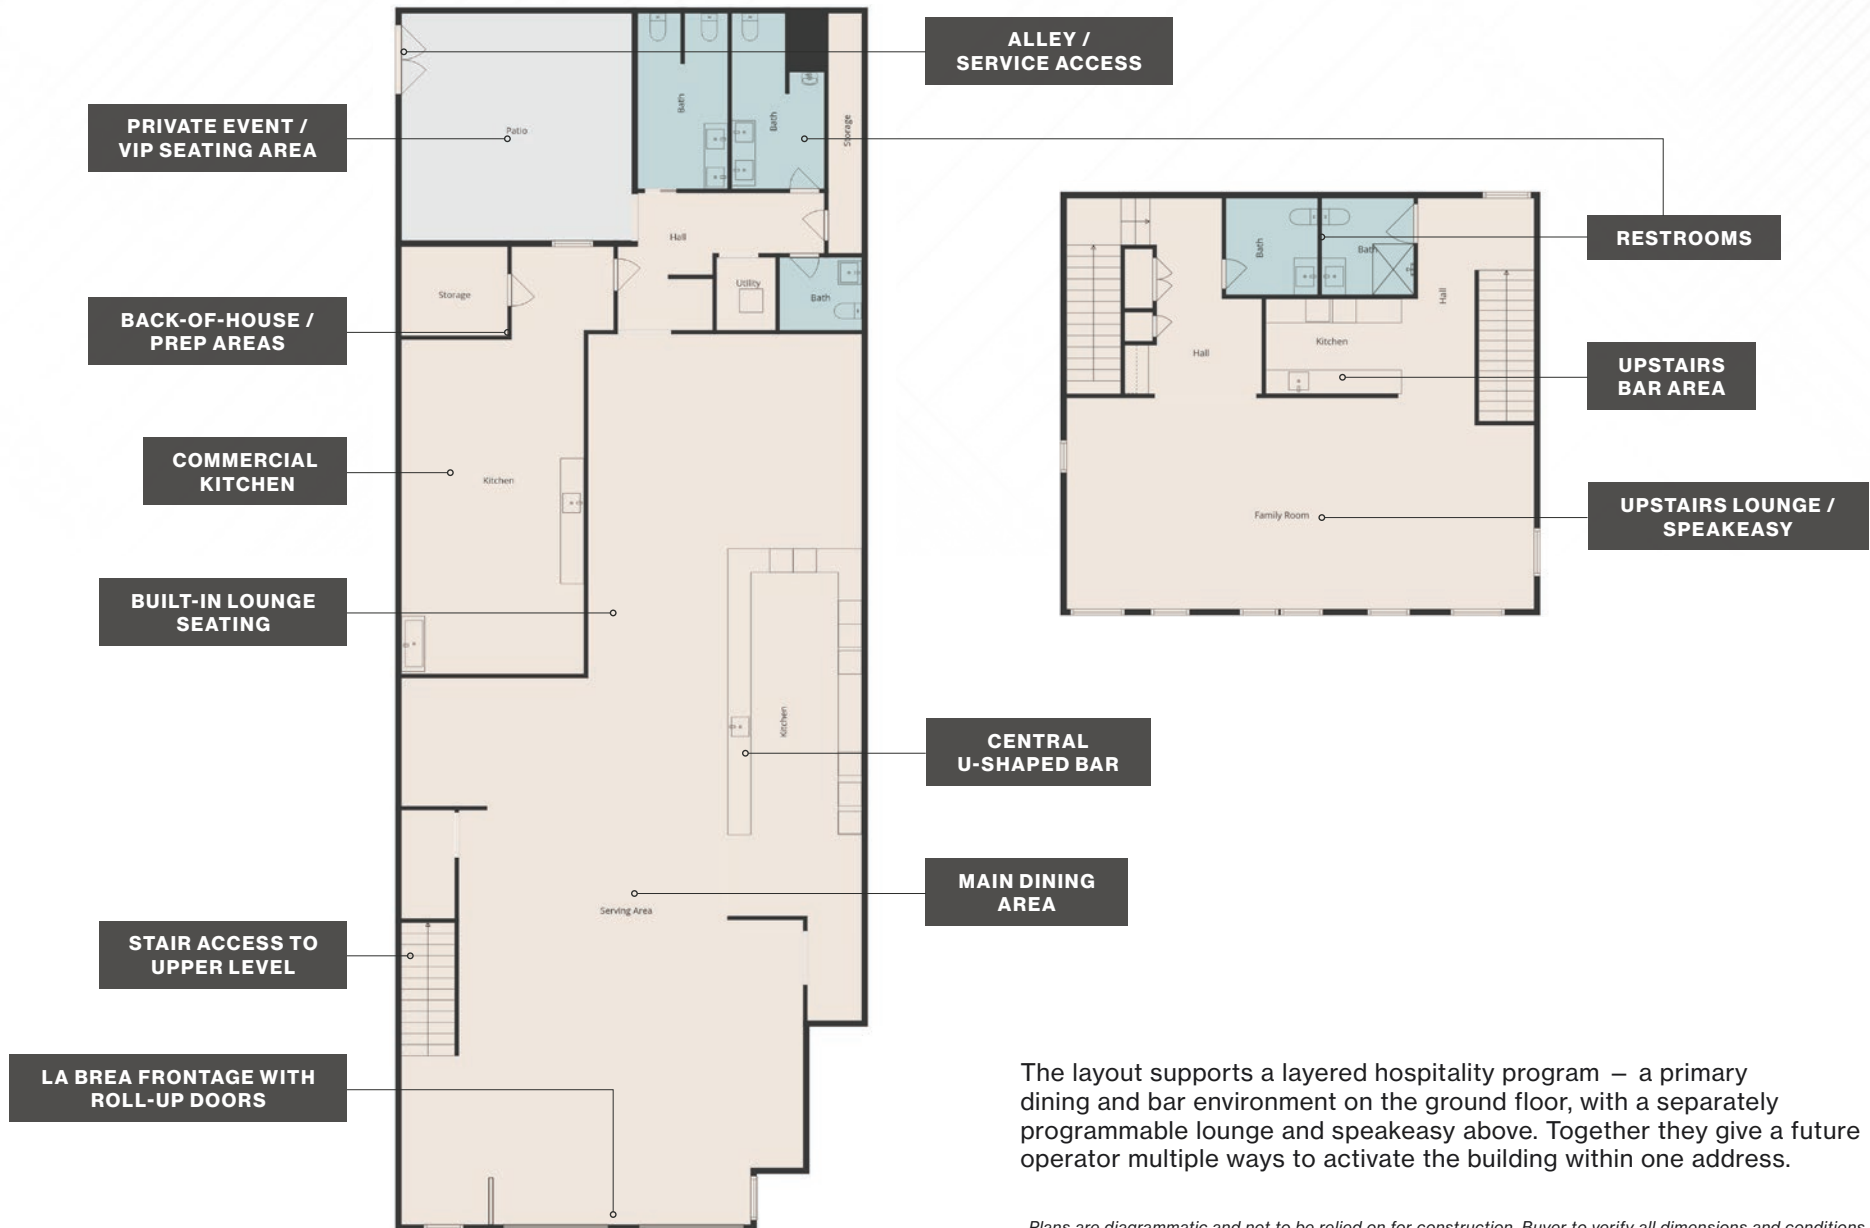 ALLEY /
SERVICE ACCESS
PRIVATE EVENT /
VIP SEATING AREA
Patio
Bath
Bath
Storage
Hall
RESTROOMS
Bath
Bath
Hall
Storage
Utility
Bath
BACK-OF-HOUSE /
PREP AREAS
Kitchen
Hall
UPSTAIRS
BAR AREA
COMMERCIAL
KITCHEN
Kitchen
Family Room
UPSTAIRS LOUNGE /
SPEAKEASY
BUILT-IN LOUNGE
SEATING
Kitchen
CENTRAL
U-SHAPED BAR
MAIN DINING
AREA
Serving Area
STAIR ACCESS TO
UPPER LEVEL
LA BREA FRONTAGE WITH
ROLL-UP DOORS
The layout supports a layered hospitality program – a primary
dining and bar environment on the ground floor, with a separately
programmable lounge and speakeasy above. Together they give a future
operator multiple ways to activate the building within one address.
Plans are diagrammatic and not to be relied on for construction. Buyer to verify all dimensions and conditions